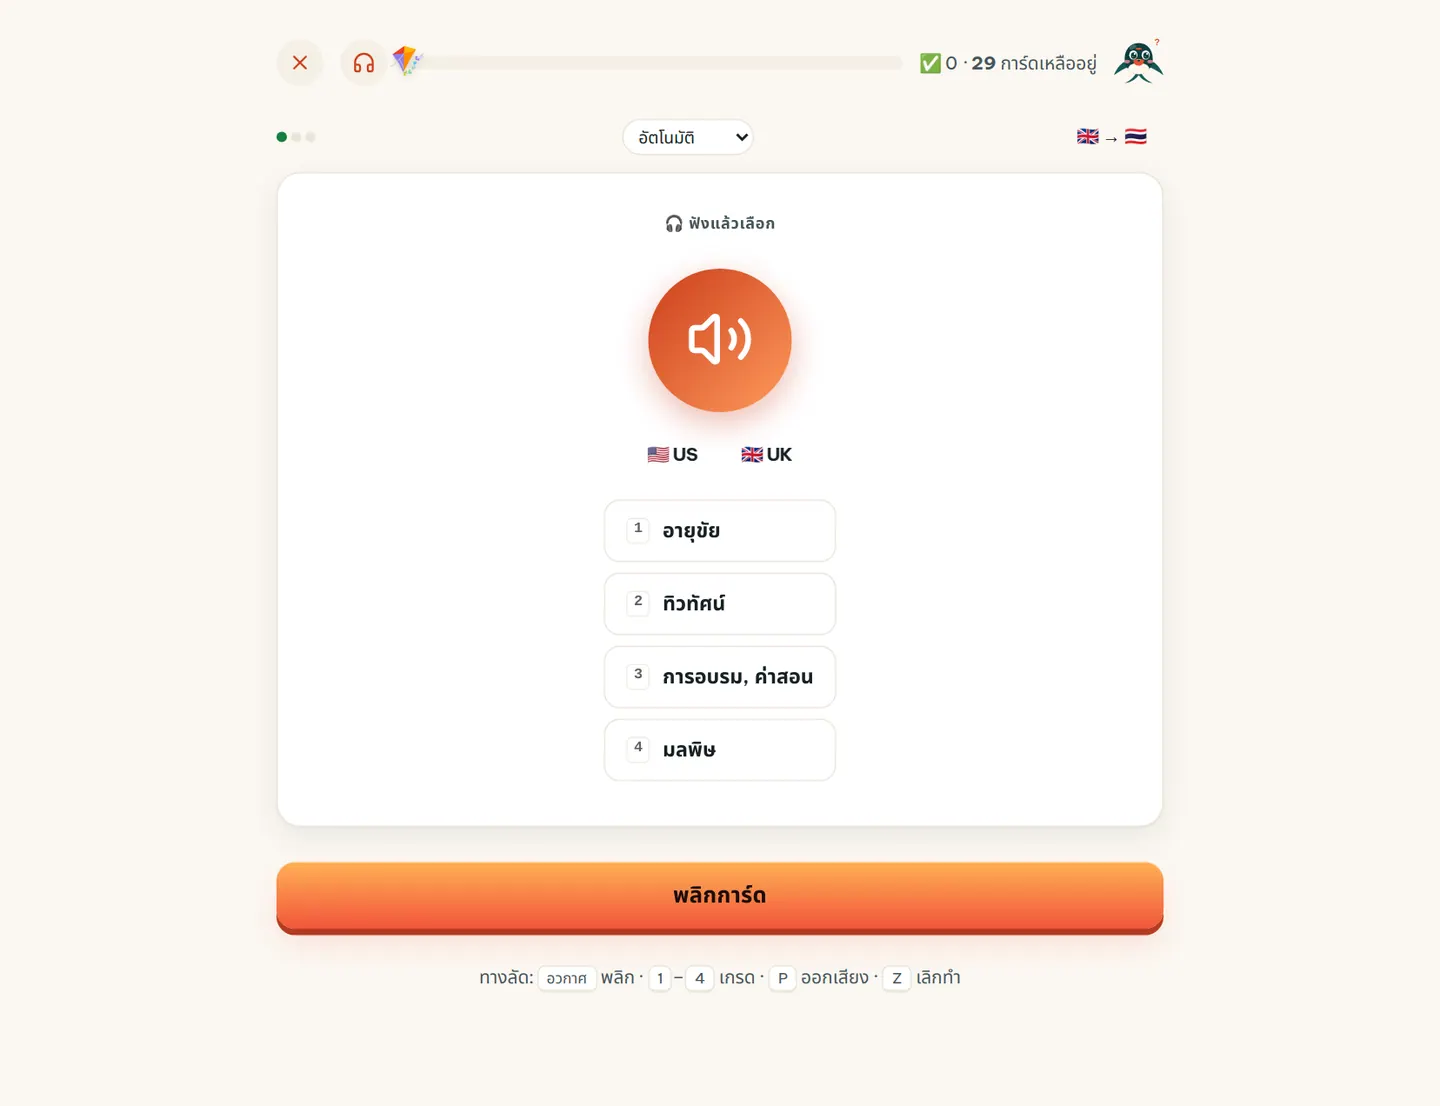 ✅ 0 · 29 การ์ดเหลืออยู่
อัตโนมัติ
→
🎧 ฟังแล้วเลือก
US
UK
1 อายุขัย
2 ทิวทัศน์
3 การอบรม, คำสอน
4 มลพิษ
พลิกการ์ด
ทางลัด: อวกาศ พลิก · 1 – 4 เกรด · P ออกเสียง · Z เลิกทำ